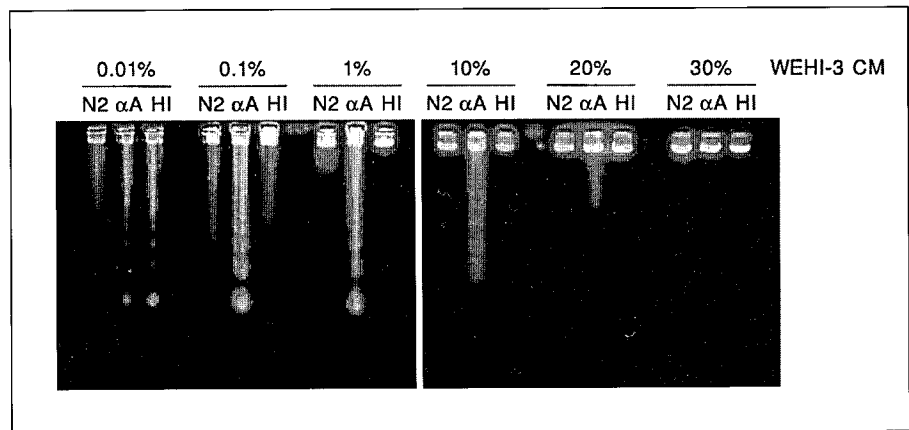 0.01% 0.1% 1% 10% 20% 30% WEHI-3 CM
N2 αA HI N2 αA HI N2 αA HI N2 αA HI N2 αA HI N2 αA HI